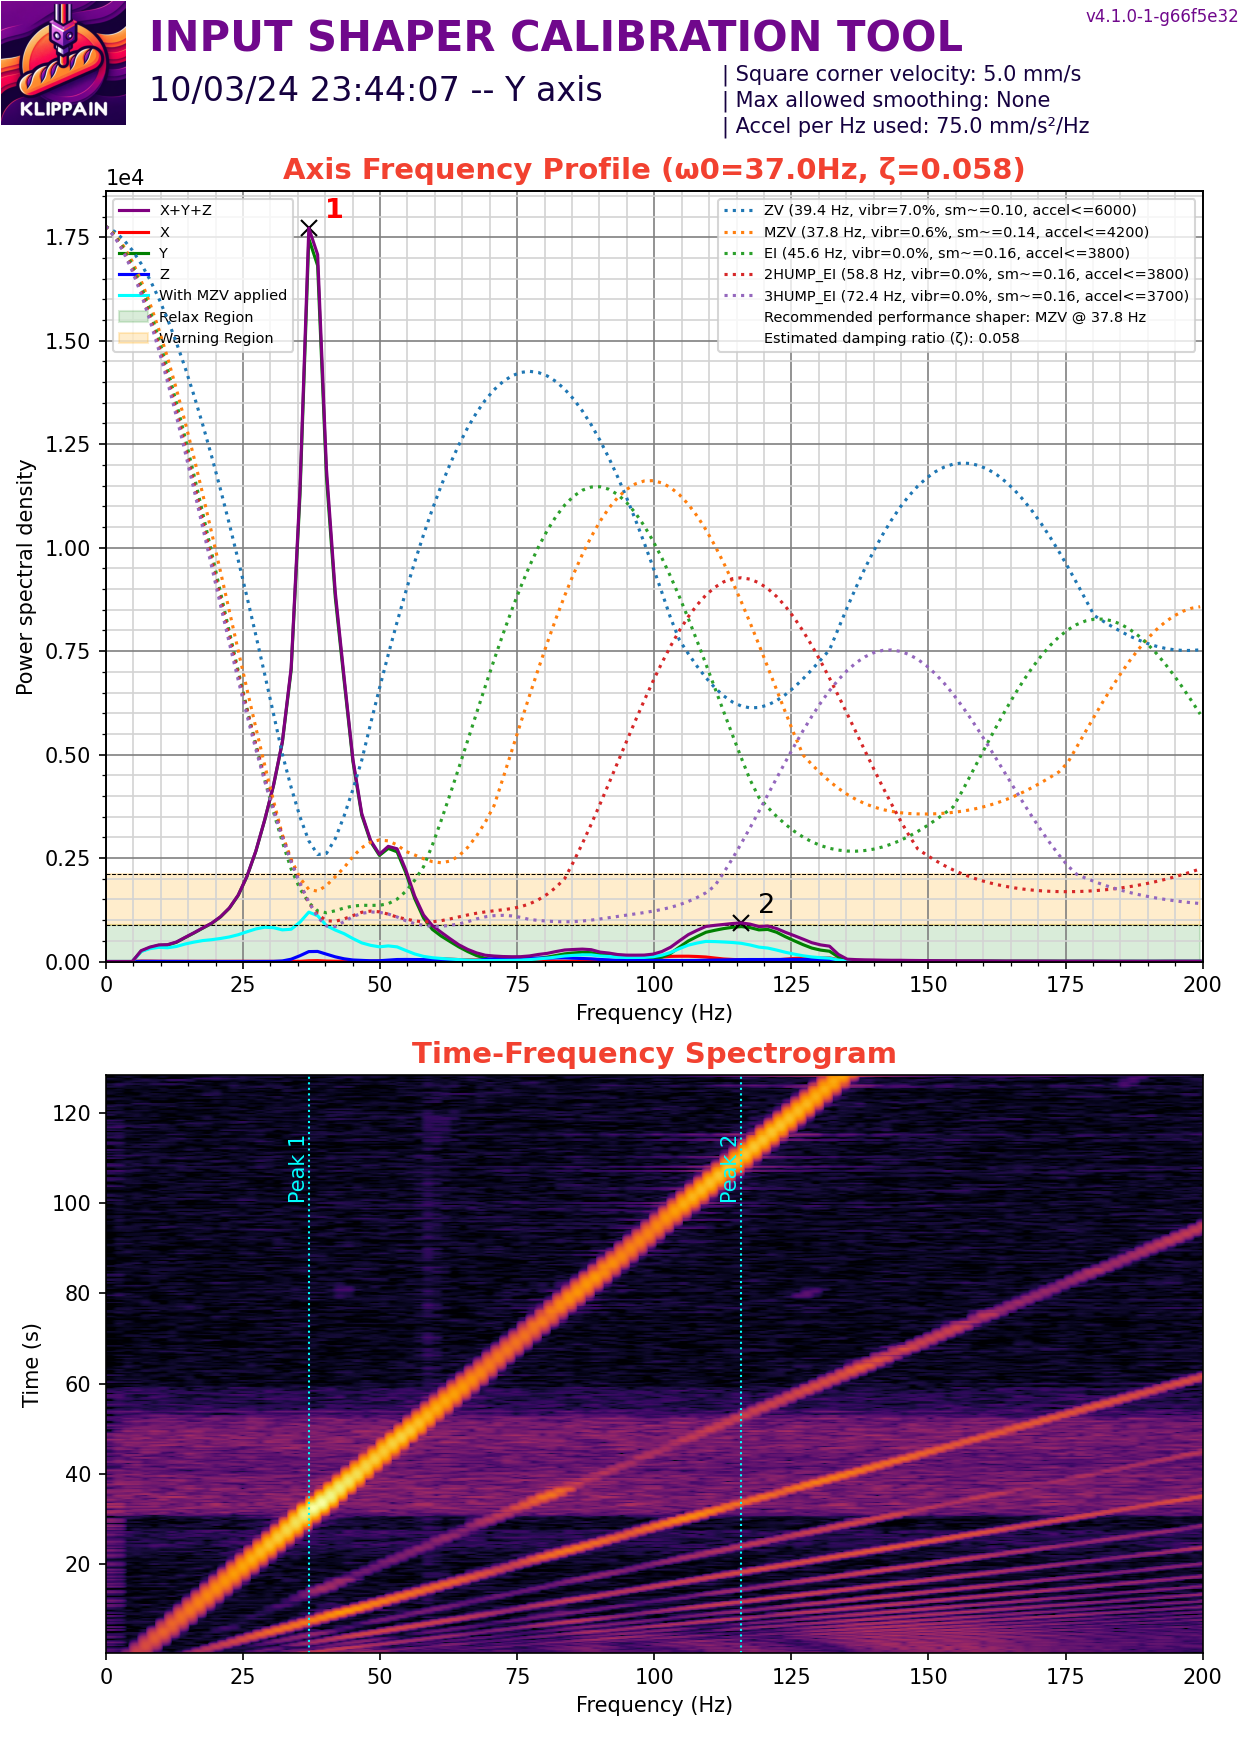 v4.1.0-1-g66f5e32
INPUT SHAPER CALIBRATION TOOL
10/03/24 23:44:07 -- Y axis
| Square corner velocity: 5.0 mm/s
| Max allowed smoothing: None
| Accel per Hz used: 75.0 mm/s²/Hz
KLIPPAIN
Axis Frequency Profile (ω0=37.0Hz, ζ=0.058)
1e4
X+Y+Z
X
Y
Z
With MZV applied
Relax Region
Warning Region
1
ZV (39.4 Hz, vibr=7.0%, sm~=0.10, accel<=6000)
MZV (37.8 Hz, vibr=0.6%, sm~=0.14, accel<=4200)
EI (45.6 Hz, vibr=0.0%, sm~=0.16, accel<=3800)
2HUMP_EI (58.8 Hz, vibr=0.0%, sm~=0.16, accel<=3800)
3HUMP_EI (72.4 Hz, vibr=0.0%, sm~=0.16, accel<=3700)
Recommended performance shaper: MZV @ 37.8 Hz
Estimated damping ratio (ζ): 0.058
1.75
1.50
1.25
1.00
0.75
0.50
0.25
0.00
Power spectral density
2
0 25 50 75 100 125 150 175 200
Frequency (Hz)
Time-Frequency Spectrogram
120
100
80
60
40
20
Time (s)
Peak 1
Peak 2
0 25 50 75 100 125 150 175 200
Frequency (Hz)